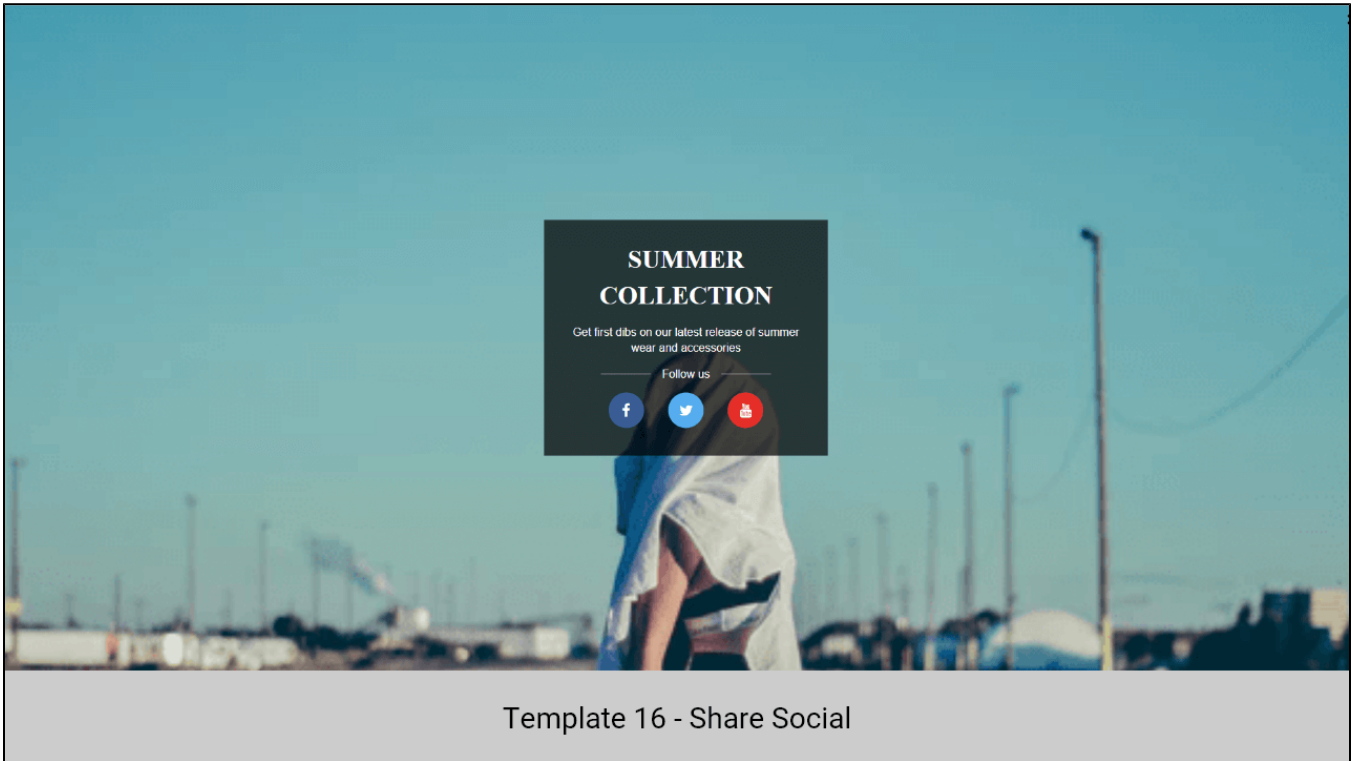 SUMMER
COLLECTION
Get first dibs on our latest release of summer
wear and accessories
Follow us
Template 16 - Share Social